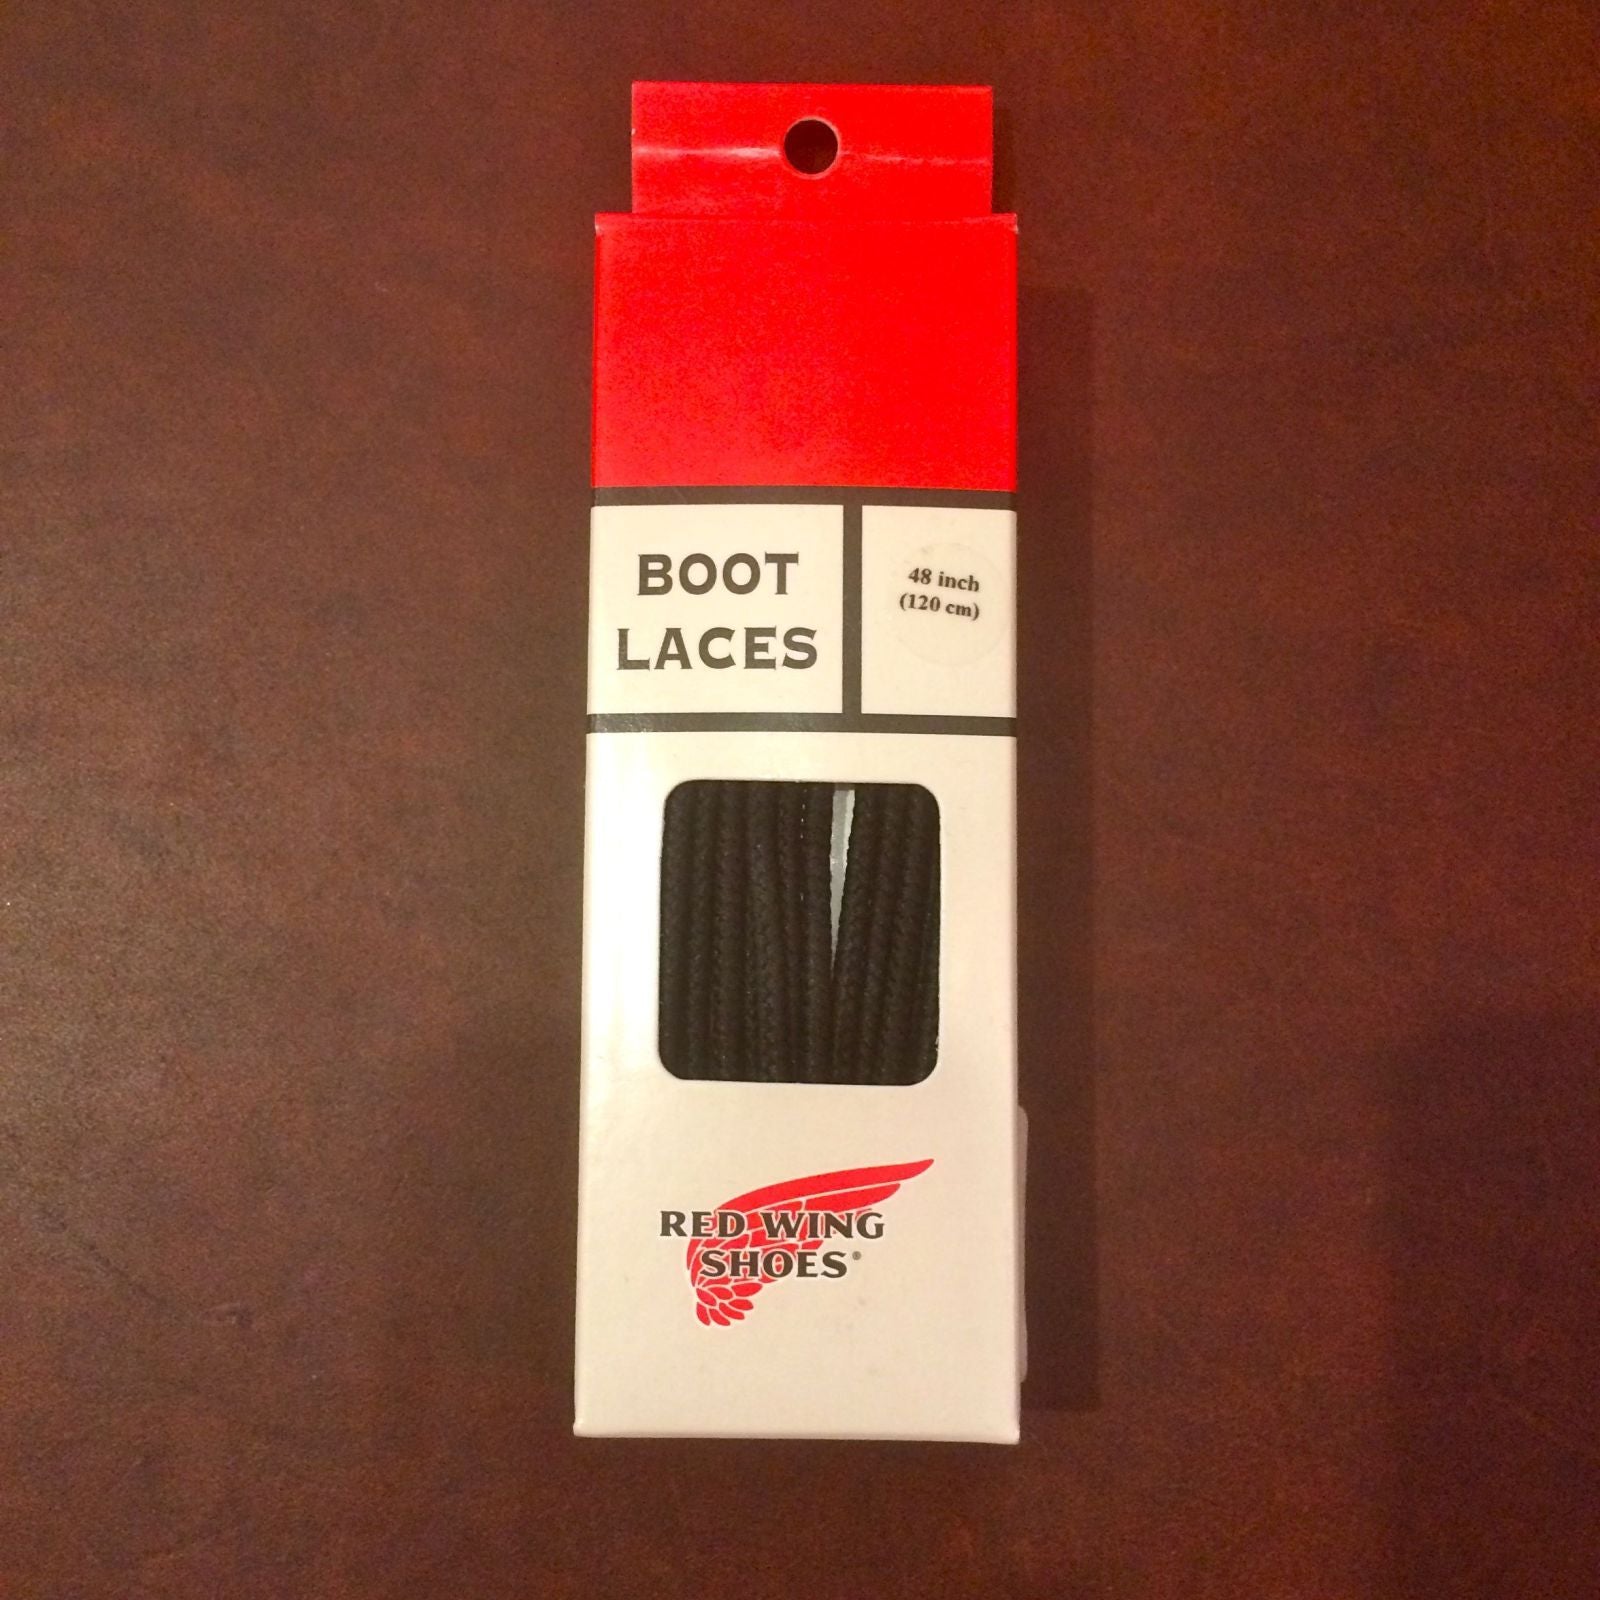 BOOT
LACES
48 inch
(120 cm)
RED WING
SHOES®